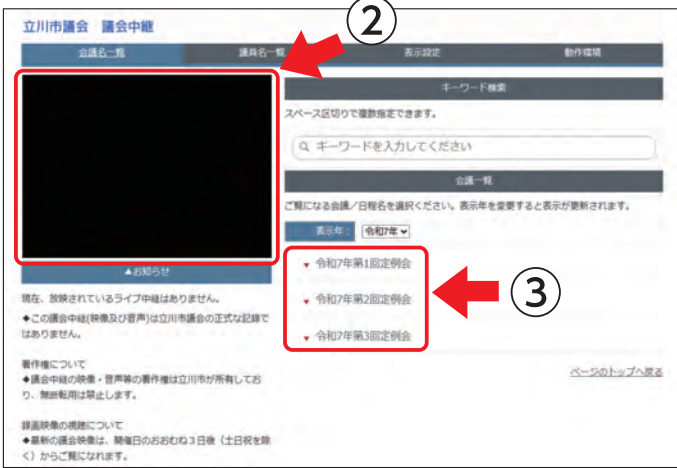 立川市議会 議会中継
②
会議名一覧 議員名一覧 表示設定 動作環境
キーワード検索
スペース区切りで複数指定できます。
キーワードを入力してください
会議一覧
ご覧になる会議／日程名を選択ください。表示年を変更すると表示が更新されます。
表示年： 令和7年
▼ 令和7年第1回定例会
▼ 令和7年第2回定例会
▼ 令和7年第3回定例会
③
ページのトップへ戻る
▲お知らせ
現在、放映されているライブ中継はありません。
◆この議会中継(映像及び音声)は立川市議会の正式な記録で
はありません。
著作権について
◆議会中継の映像・音声等の著作権は立川市が所有してお
り、無断転用は禁止します。
録画映像の視聴について
◆最新の議会映像は、開催日のおおむね３日後（土日祝を除
く）からご覧になれます。